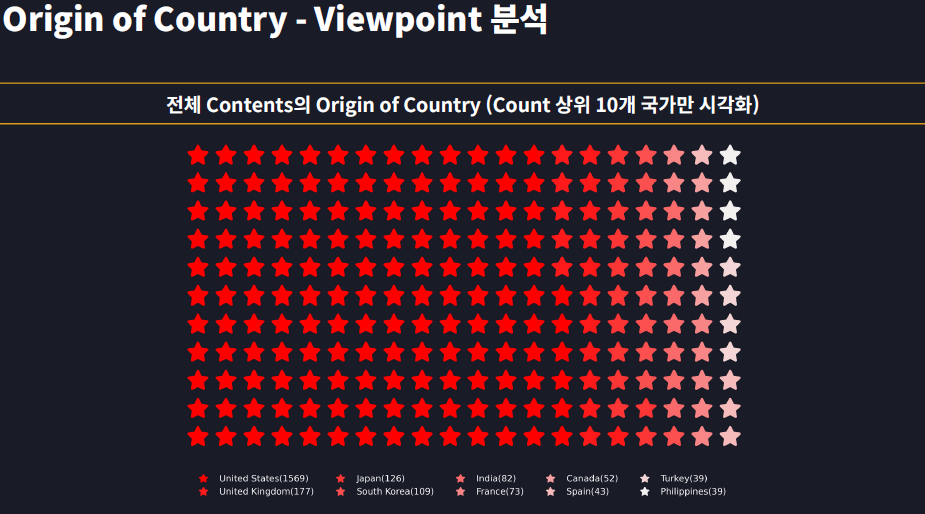 Origin of Country - Viewpoint 분석
전체 Contents의 Origin of Country (Count 상위 10개 국가만 시각화)
United States(1569) Japan(126) India(82) Canada(52) Turkey(39)
United Kingdom(177) South Korea(109) France(73) Spain(43) Philippines(39)